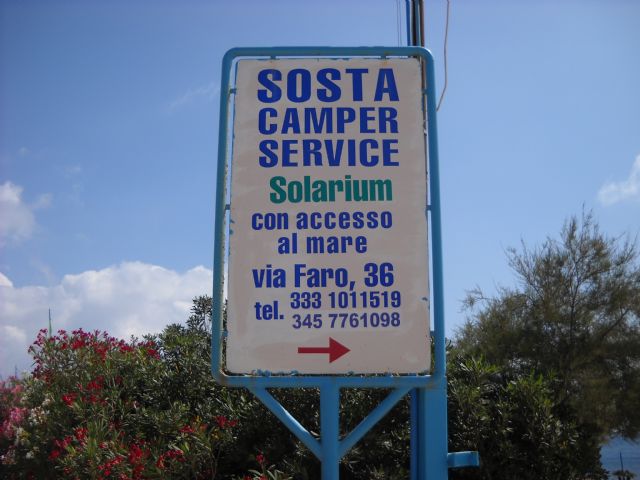 SOSTA
CAMPER
SERVICE
Solarium
con accesso
al mare
via Faro, 36
tel. 333 1011519
345 7761098